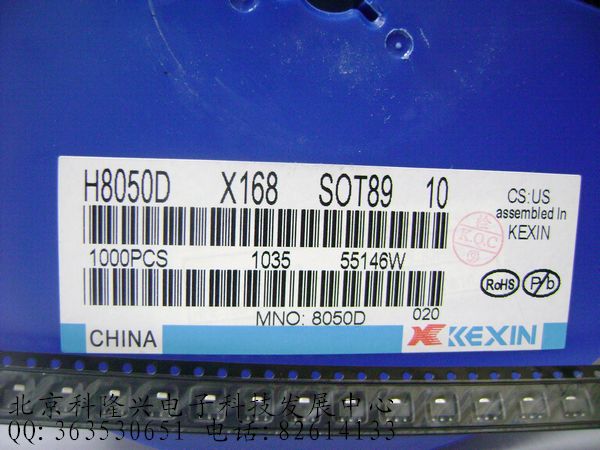 H8050D X168 SOT89 10
CS:US
assembled In
KEXIN
1000PCS 1035 55146W
K.Q.C
RoHS Pb
MNO: 8050D 020
CHINA KEXIN
北京科隆兴电子科技发展中心
QQ:363530651 电话:82614133